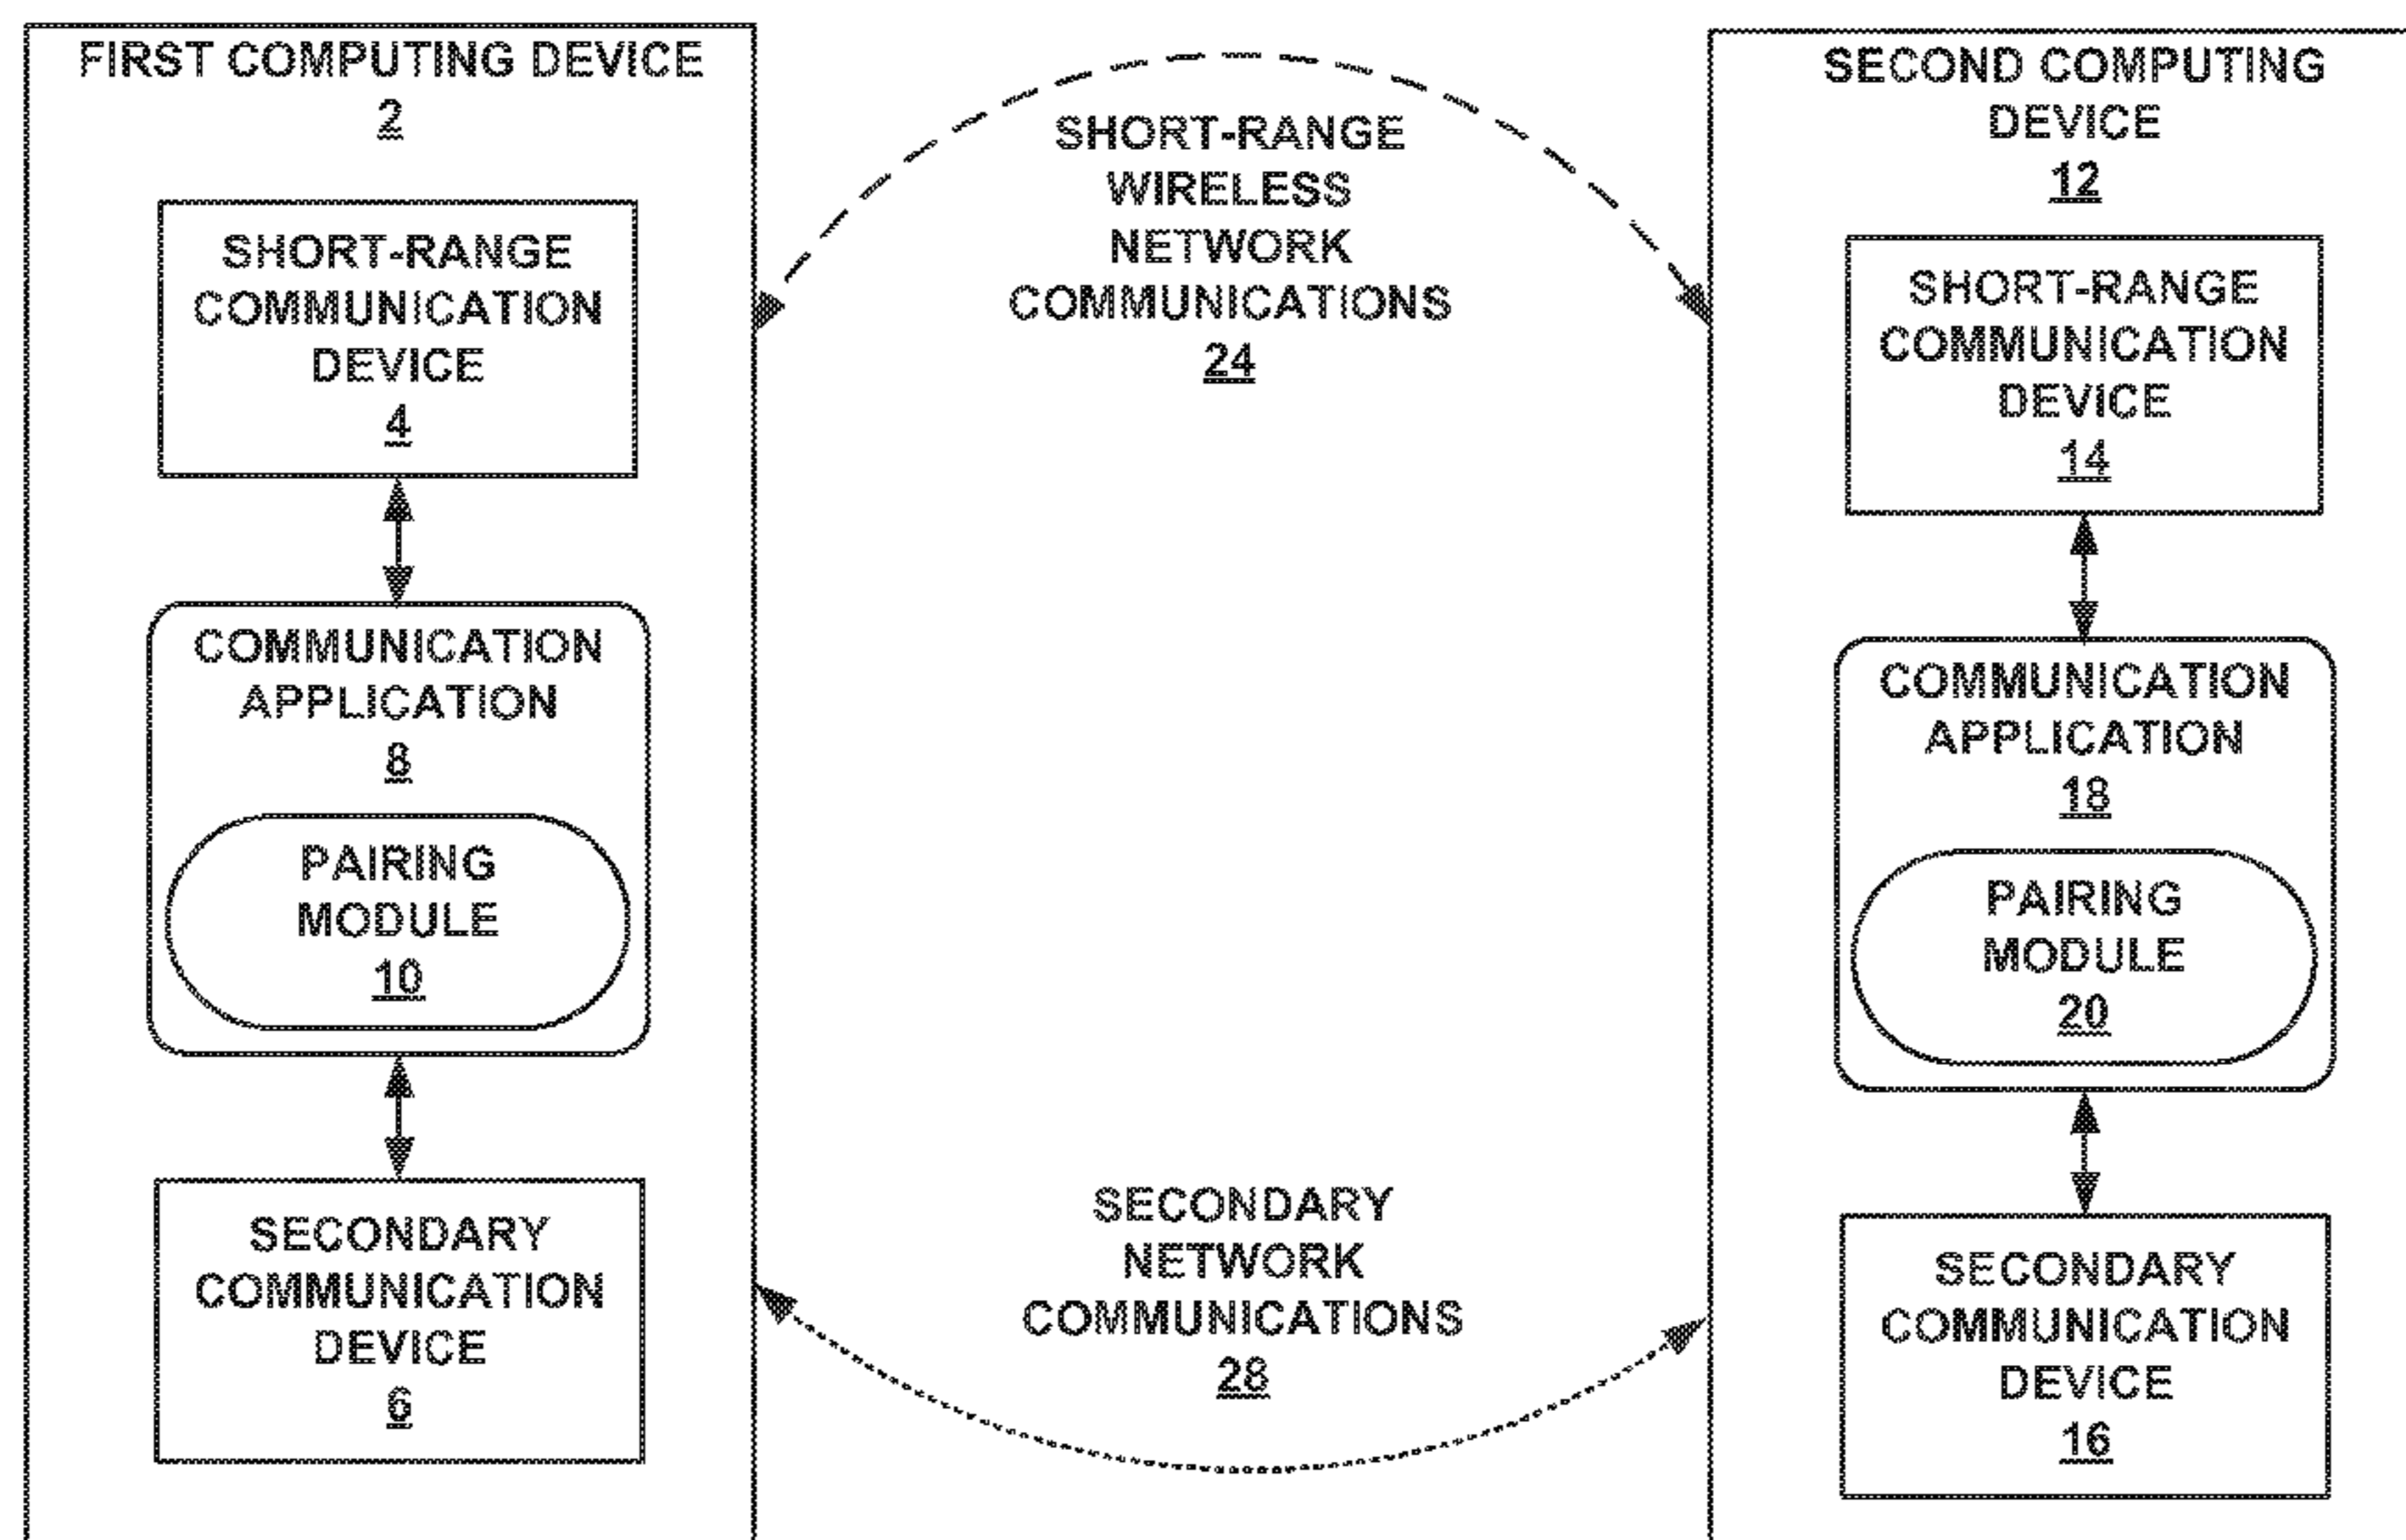 FIRST COMPUTING DEVICE
2
SHORT-RANGE
COMMUNICATION
DEVICE
4
COMMUNICATION
APPLICATION
8
PAIRING
MODULE
10
SECONDARY
COMMUNICATION
DEVICE
6
SHORT-RANGE
WIRELESS
NETWORK
COMMUNICATIONS
24
SECONDARY
NETWORK
COMMUNICATIONS
28
SECOND COMPUTING
DEVICE
12
SHORT-RANGE
COMMUNICATION
DEVICE
14
COMMUNICATION
APPLICATION
18
PAIRING
MODULE
20
SECONDARY
COMMUNICATION
DEVICE
16